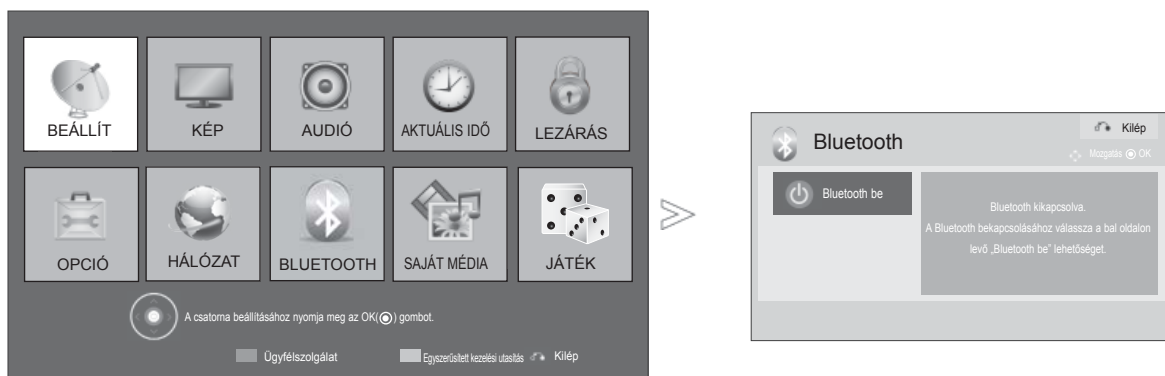 BEÁLLÍT
KÉP
AUDIÓ
AKTUÁLIS IDŐ
LEZÁRÁS
OPCIÓ
HÁLÓZAT
BLUETOOTH
SAJÁT MÉDIA
JÁTÉK
A csatorna beállításához nyomja meg az OK(◉) gombot.
Ügyfélszolgálat
Egyszerűsített kezelési utasítás
Kilép
Bluetooth
Kilép
Mozgatás ◉ OK
Bluetooth be
Bluetooth kikapcsolva.
A Bluetooth bekapcsolásához válassza a bal oldalon
levő „Bluetooth be” lehetőséget.